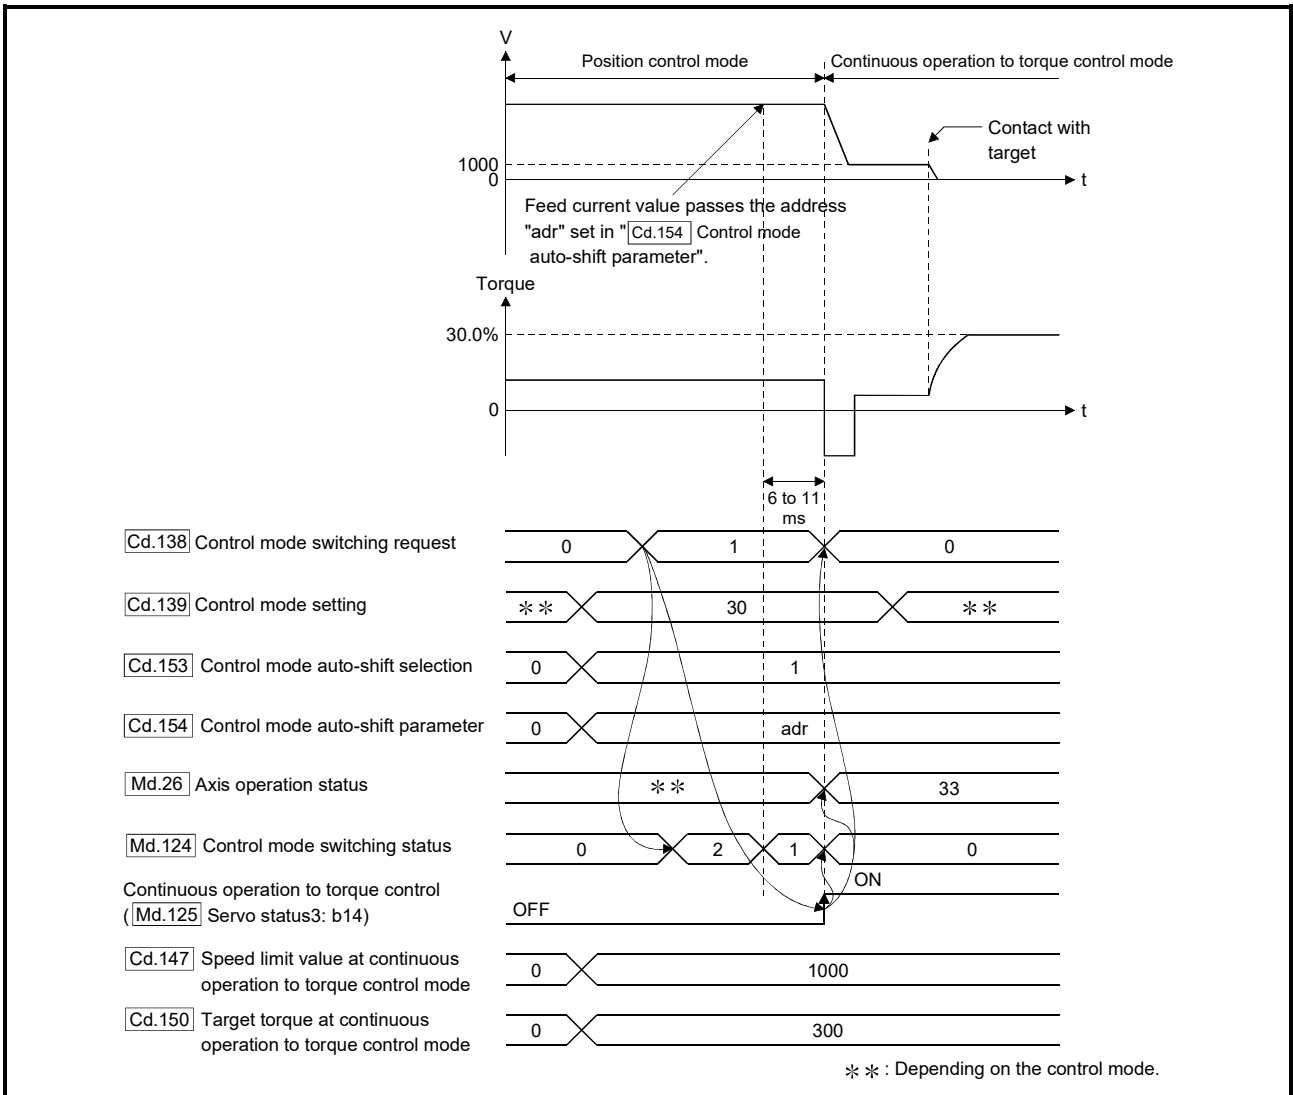 V
Position control mode
Continuous operation to torque control mode
Contact with
target
1000
0
t
Feed current value passes the address
"adr" set in " Cd.154 Control mode
auto-shift parameter".
Torque
30.0%
0
t
6 to 11
ms
Cd.138 Control mode switching request 0 1 0
Cd.139 Control mode setting ** 30 **
Cd.153 Control mode auto-shift selection 0 1
Cd.154 Control mode auto-shift parameter 0 adr
Md.26 Axis operation status ** 33
Md.124 Control mode switching status 0 2 1 0
Continuous operation to torque control
( Md.125 Servo status3: b14) OFF ON
Cd.147 Speed limit value at continuous
operation to torque control mode 0 1000
Cd.150 Target torque at continuous
operation to torque control mode 0 300
** : Depending on the control mode.